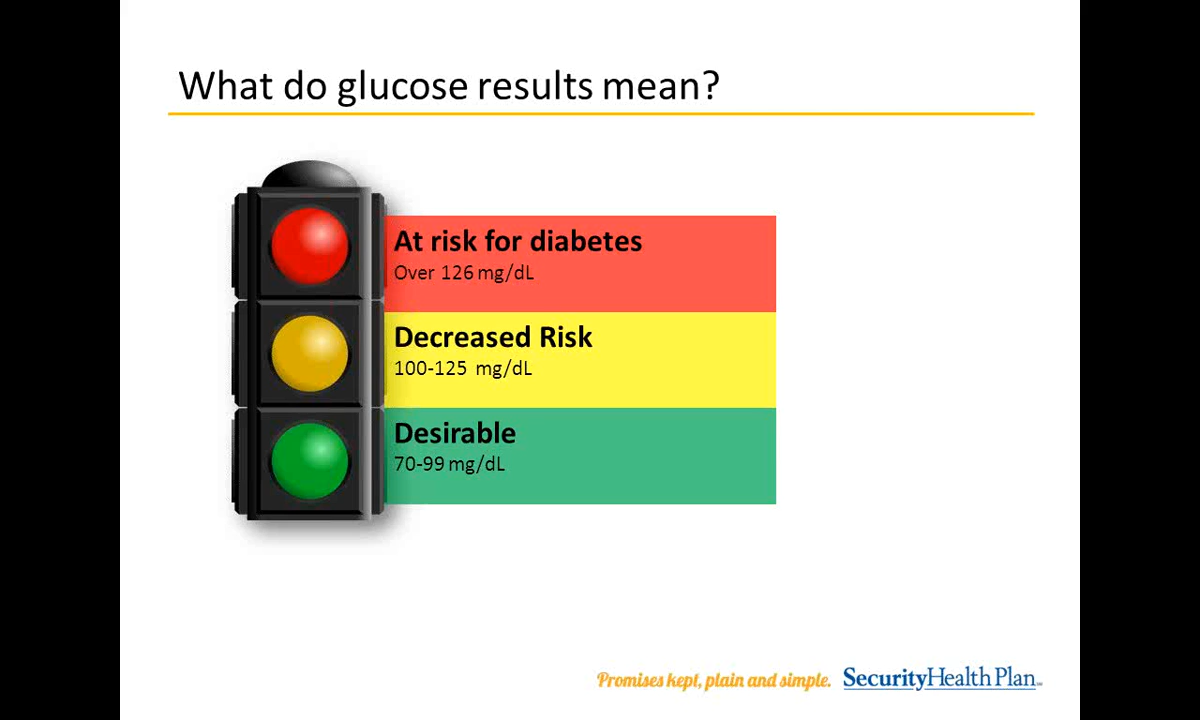 What do glucose results mean?
At risk for diabetes
Over 126 mg/dL
Decreased Risk
100-125 mg/dL
Desirable
70-99 mg/dL
Promises kept, plain and simple. SecurityHealth Plan